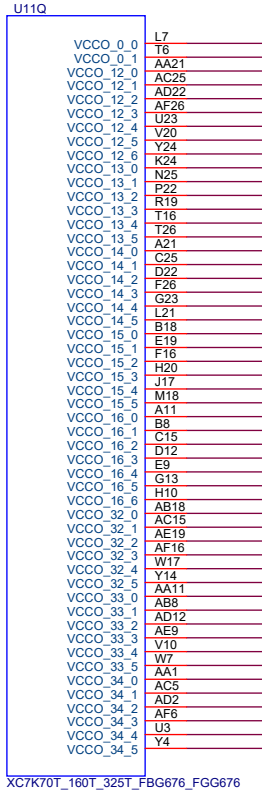 U11Q
VCCO_0_0 L7
VCCO_0_1 T6
VCCO_12_0 AA21
VCCO_12_1 AC25
VCCO_12_2 AD22
VCCO_12_3 AF26
VCCO_12_4 U23
VCCO_12_5 V20
VCCO_12_6 Y24
VCCO_13_0 K24
VCCO_13_1 N25
VCCO_13_2 P22
VCCO_13_3 R19
VCCO_13_4 T16
VCCO_13_5 T26
VCCO_14_0 A21
VCCO_14_1 C25
VCCO_14_2 D22
VCCO_14_3 F26
VCCO_14_4 G23
VCCO_14_5 L21
VCCO_15_0 B18
VCCO_15_1 E19
VCCO_15_2 F16
VCCO_15_3 H20
VCCO_15_4 J17
VCCO_15_5 M18
VCCO_16_0 A11
VCCO_16_1 B8
VCCO_16_2 C15
VCCO_16_3 D12
VCCO_16_4 E9
VCCO_16_5 G13
VCCO_16_6 H10
VCCO_32_0 AB18
VCCO_32_1 AC15
VCCO_32_2 AE19
VCCO_32_3 AF16
VCCO_32_4 W17
VCCO_32_5 Y14
VCCO_33_0 AA11
VCCO_33_1 AB8
VCCO_33_2 AD12
VCCO_33_3 AE9
VCCO_33_4 V10
VCCO_33_5 W7
VCCO_34_0 AA1
VCCO_34_1 AC5
VCCO_34_2 AD2
VCCO_34_3 AF6
VCCO_34_4 U3
VCCO_34_5 Y4
XC7K70T_160T_325T_FBG676_FGG676